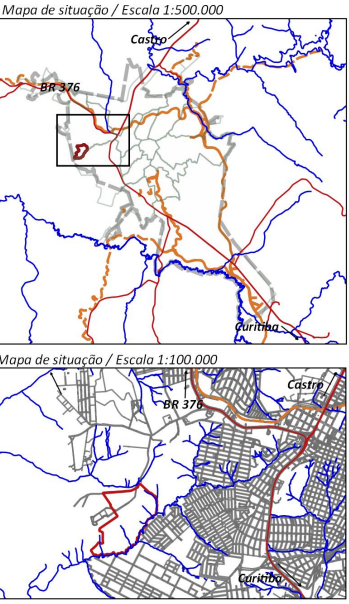 Mapa de situação / Escala 1:500.000
Castro
BR 376
Curitiba
Mapa de situação / Escala 1:100.000
Castro
BR 376
Curitiba